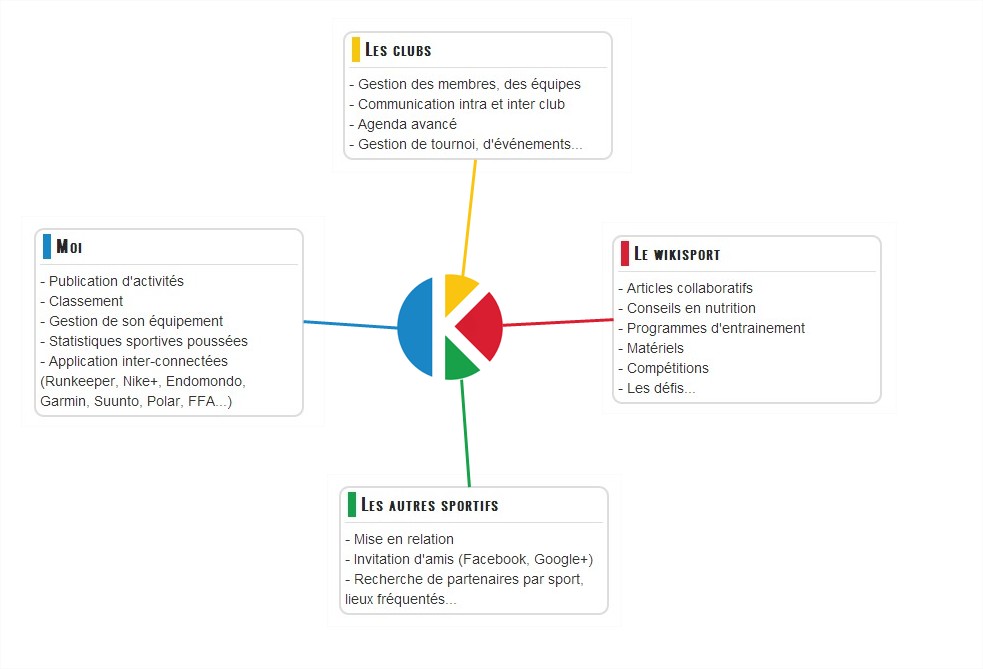 Les clubs
- Gestion des membres, des équipes
- Communication intra et inter club
- Agenda avancé
- Gestion de tournoi, d'événements...
Moi
- Publication d'activités
- Classement
- Gestion de son équipement
- Statistiques sportives poussées
- Application inter-connectées
(Runkeeper, Nike+, Endomondo,
Garmin, Suunto, Polar, FFA...)
Le wikisport
- Articles collaboratifs
- Conseils en nutrition
- Programmes d'entrainement
- Matériels
- Compétitions
- Les défis...
Les autres sportifs
- Mise en relation
- Invitation d'amis (Facebook, Google+)
- Recherche de partenaires par sport,
lieux fréquentés...